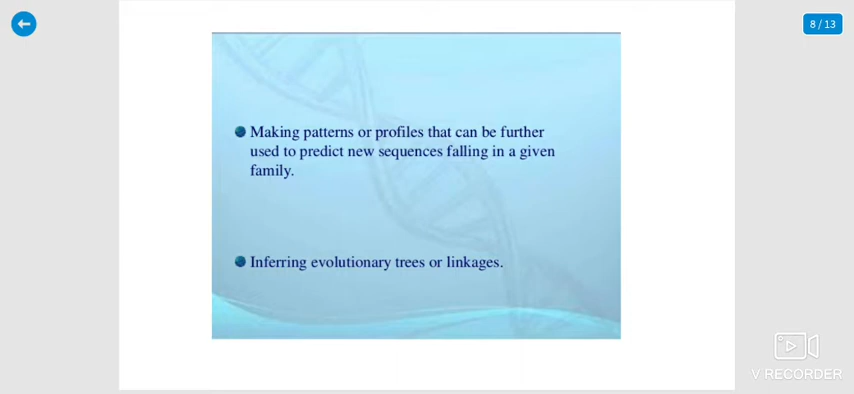 8 / 13
Making patterns or profiles that can be further
used to predict new sequences falling in a given
family.
Inferring evolutionary trees or linkages.
V RECORDER